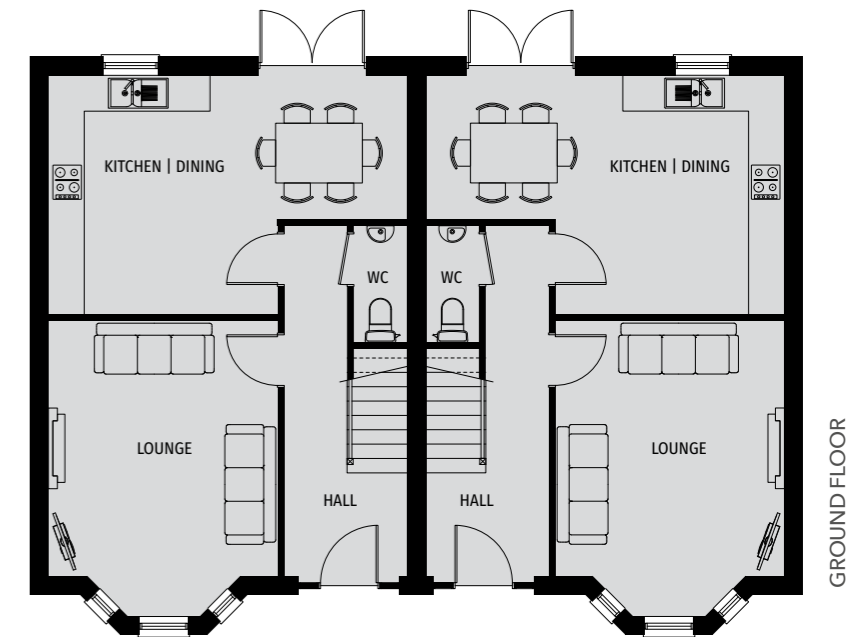 KITCHEN | DINING
KITCHEN | DINING
WC
WC
LOUNGE
LOUNGE
HALL
HALL
GROUND FLOOR